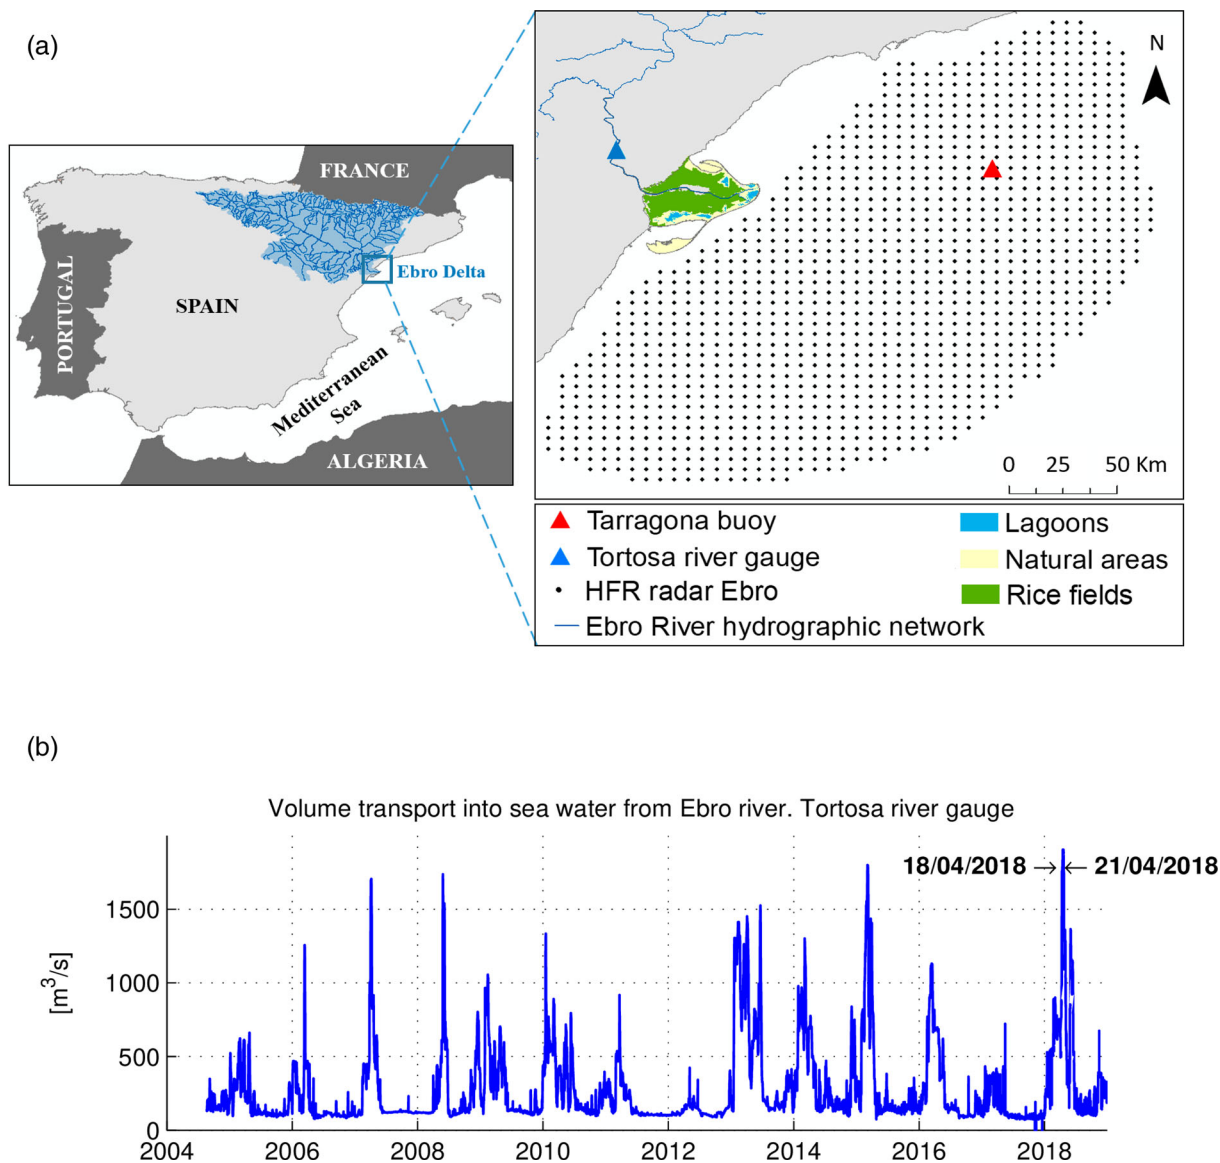 (a)
FRANCE
PORTUGAL
SPAIN
Ebro Delta
Mediterranean
Sea
ALGERIA
N
0 25 50 Km
Tarragona buoy
Tortosa river gauge
HFR radar Ebro
Ebro River hydrographic network
Lagoons
Natural areas
Rice fields
(b)
Volume transport into sea water from Ebro river. Tortosa river gauge
18/04/2018 21/04/2018
[m³/s]
1500
1000
500
0
2004 2006 2008 2010 2012 2014 2016 2018